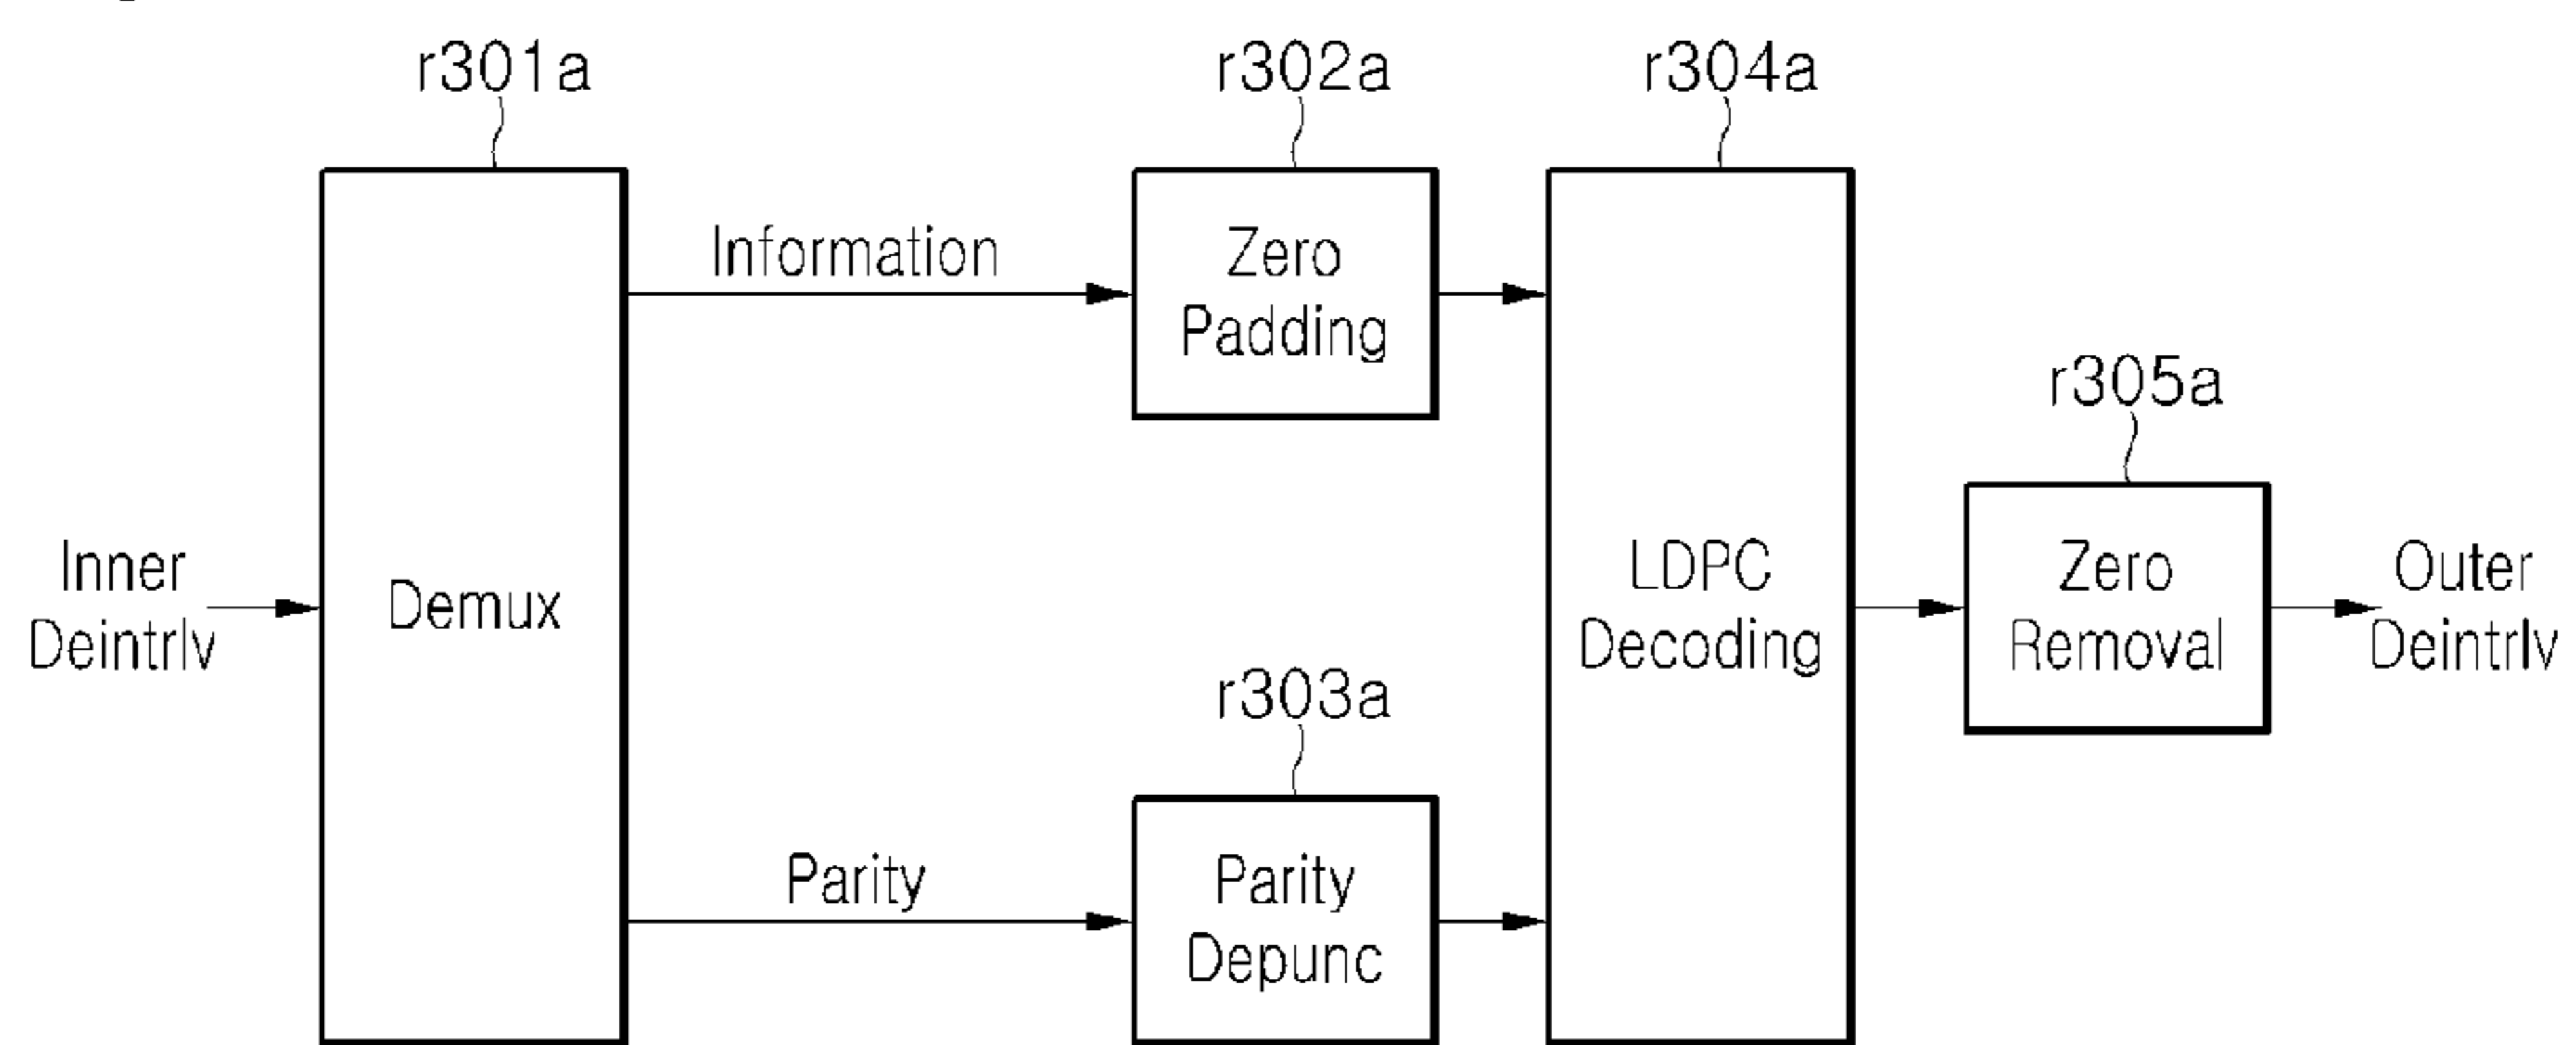 r301a
r302a
r304a
Information
Zero
Padding
r305a
Inner
Deintrlv
Demux
LDPC
Decoding
Zero
Removal
Outer
Deintrlv
r303a
Parity
Parity
Depunc